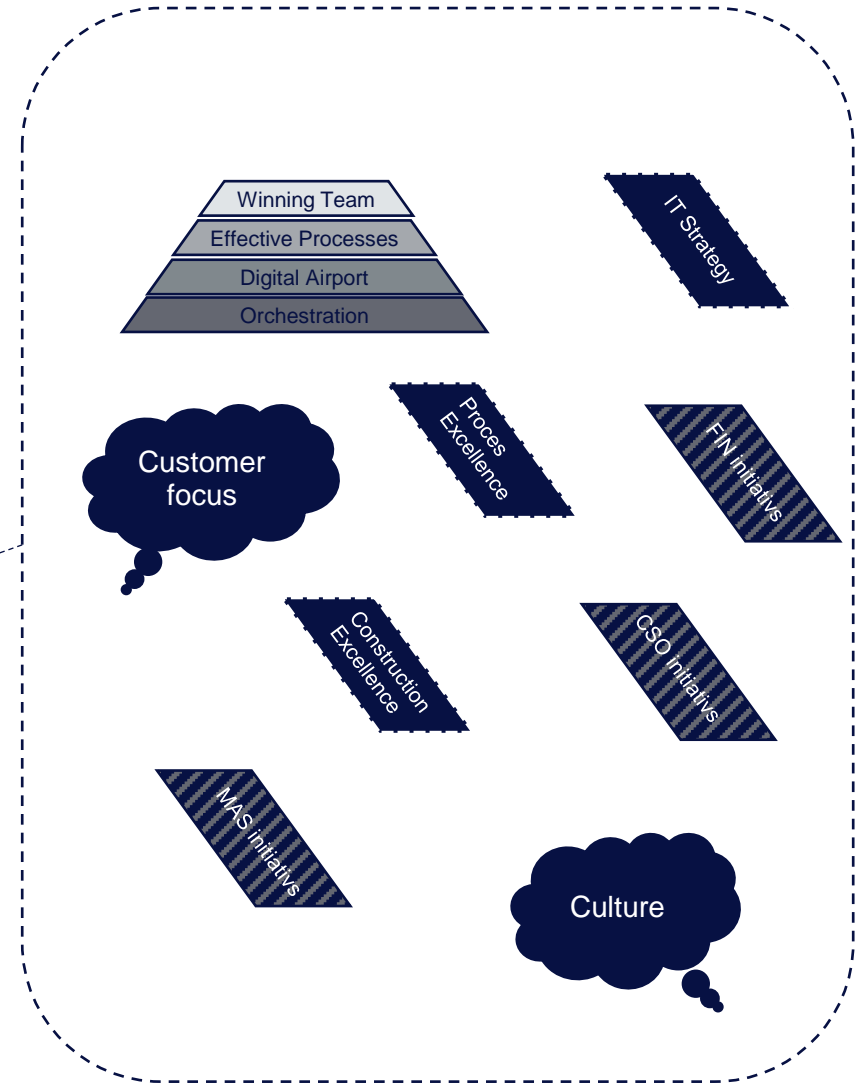 Winning Team
Effective Processes
Digital Airport
Orchestration
IT Strategy
Proces
Excellence
FIN initiativs
Customer
focus
Construction
Excellence
CSO initiativs
MAS initiativs
Culture